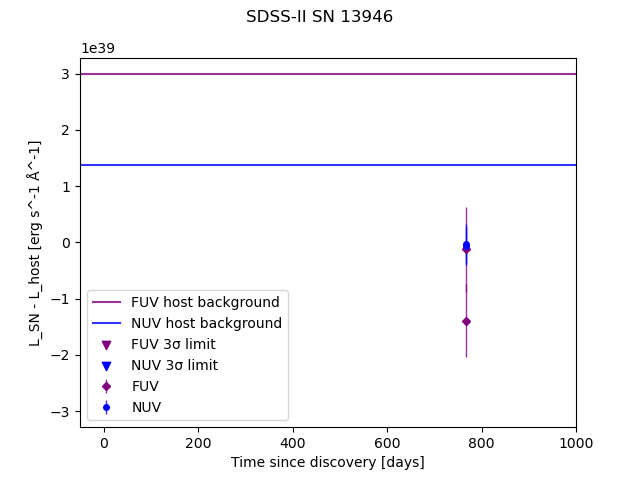 SDSS-II SN 13946
1e39
3
2
1
0
−1
−2
−3
L_SN - L_host [erg s^-1 Å^-1]
FUV host background
NUV host background
FUV 3σ limit
NUV 3σ limit
FUV
NUV
0 200 400 600 800 1000
Time since discovery [days]